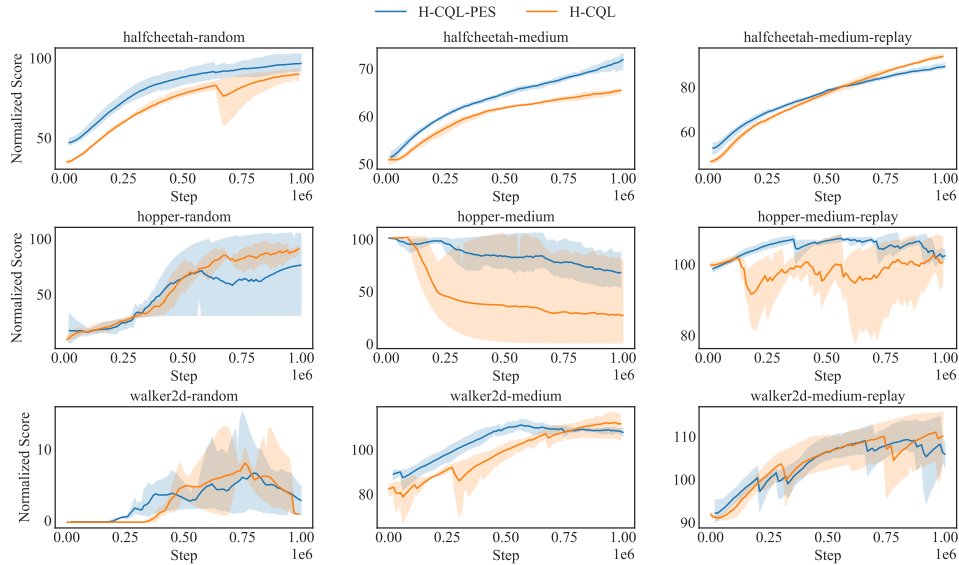 H-CQL-PES H-CQL
halfcheetah-random halfcheetah-medium halfcheetah-medium-replay
Normalized Score
100
50
0.00 0.25 0.50 0.75 1.00
Step
1e6
70
60
50
0.00 0.25 0.50 0.75 1.00
Step
1e6
80
60
0.00 0.25 0.50 0.75 1.00
Step
1e6
hopper-random hopper-medium hopper-medium-replay
Normalized Score
100
50
0.00 0.25 0.50 0.75 1.00
Step
1e6
100
50
0
0.00 0.25 0.50 0.75 1.00
Step
1e6
100
80
0.00 0.25 0.50 0.75 1.00
Step
1e6
walker2d-random walker2d-medium walker2d-medium-replay
Normalized Score
10
0
0.00 0.25 0.50 0.75 1.00
Step
1e6
100
80
0.00 0.25 0.50 0.75 1.00
Step
1e6
110
100
90
0.00 0.25 0.50 0.75 1.00
Step
1e6